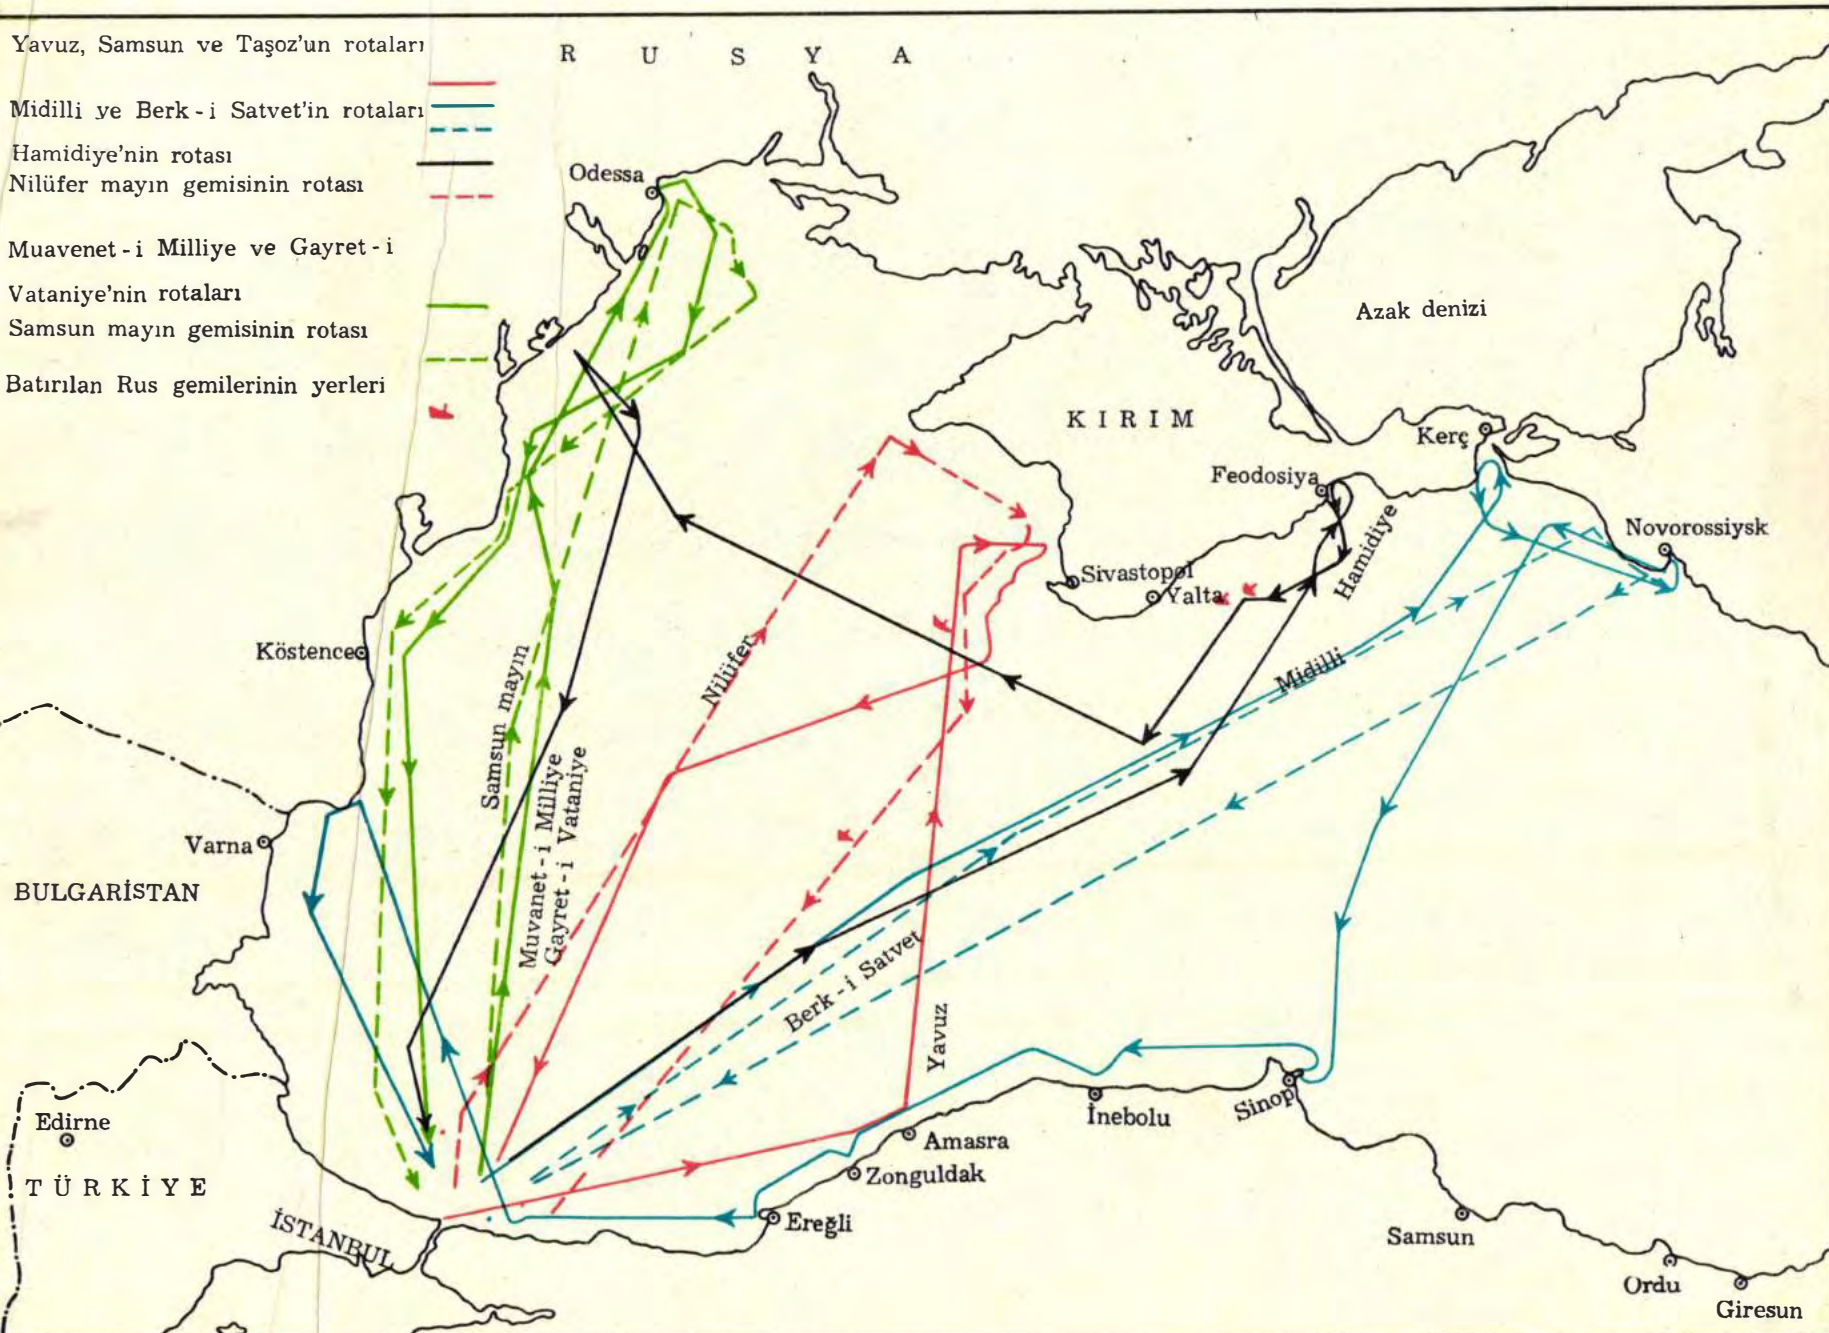 Yavuz, Samsun ve Taşoz'un rotaları
Midilli ve Berk - i Satvet'in rotaları
Hamidiye'nin rotası
Nilüfer mayın gemisinin rotası
Muavenet - i Milliye ve Gayret - i
Vataniye'nin rotaları
Samsun mayın gemisinin rotası
Batırılan Rus gemilerinin yerleri
RUSYA
Odessa
Azak denizi
KIRIM
Kerç
Feodosiya
Novorossiysk
Hamidiye
Sivastopol
Yalta
Köstence
Nilüfer
Midilli
Samsun mayın
Muvanet - i Milliye
Gayret - i Vataniye
Varna
BULGARİSTAN
Berk - i Satvet
Yavuz
Edirne
TÜRKİYE
İSTANBUL
Amasra
Zonguldak
Ereğli
İnebolu
Sinop
Samsun
Ordu
Giresun